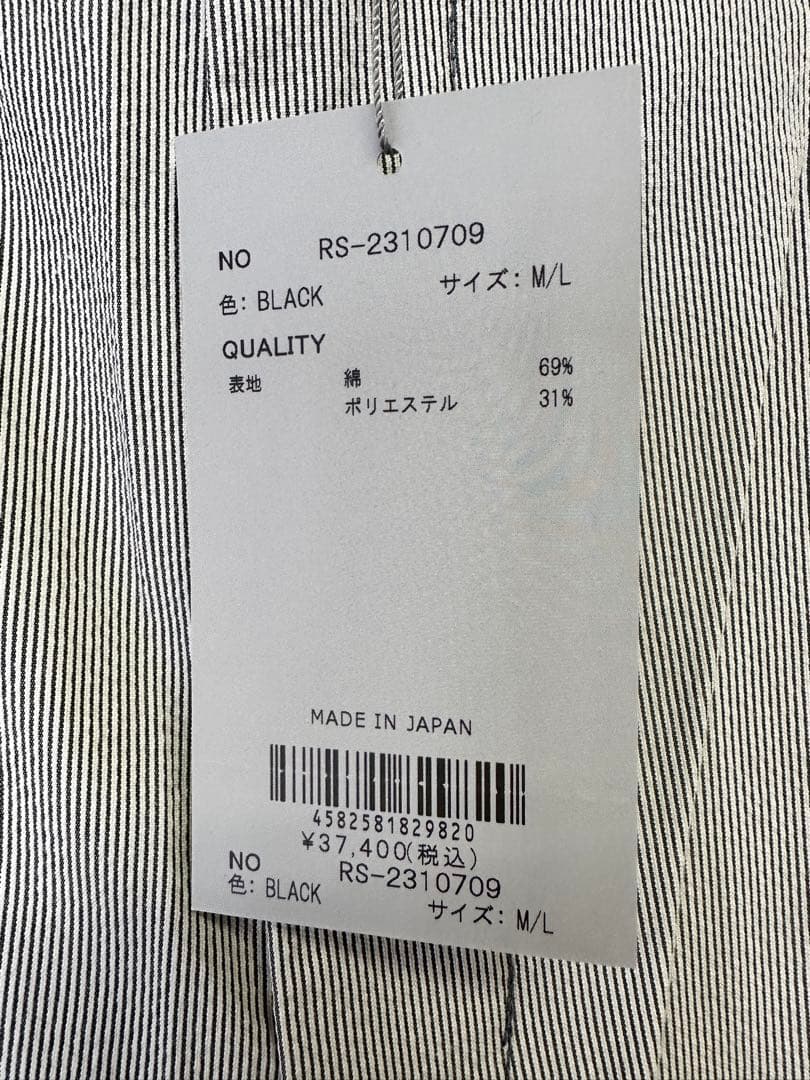 NO RS-2310709
色: BLACK サイズ: M/L
QUALITY
表地 綿 69%
ポリエステル 31%
MADE IN JAPAN
4582581829820
¥37,400(税込)
NO RS-2310709
色: BLACK サイズ: M/L